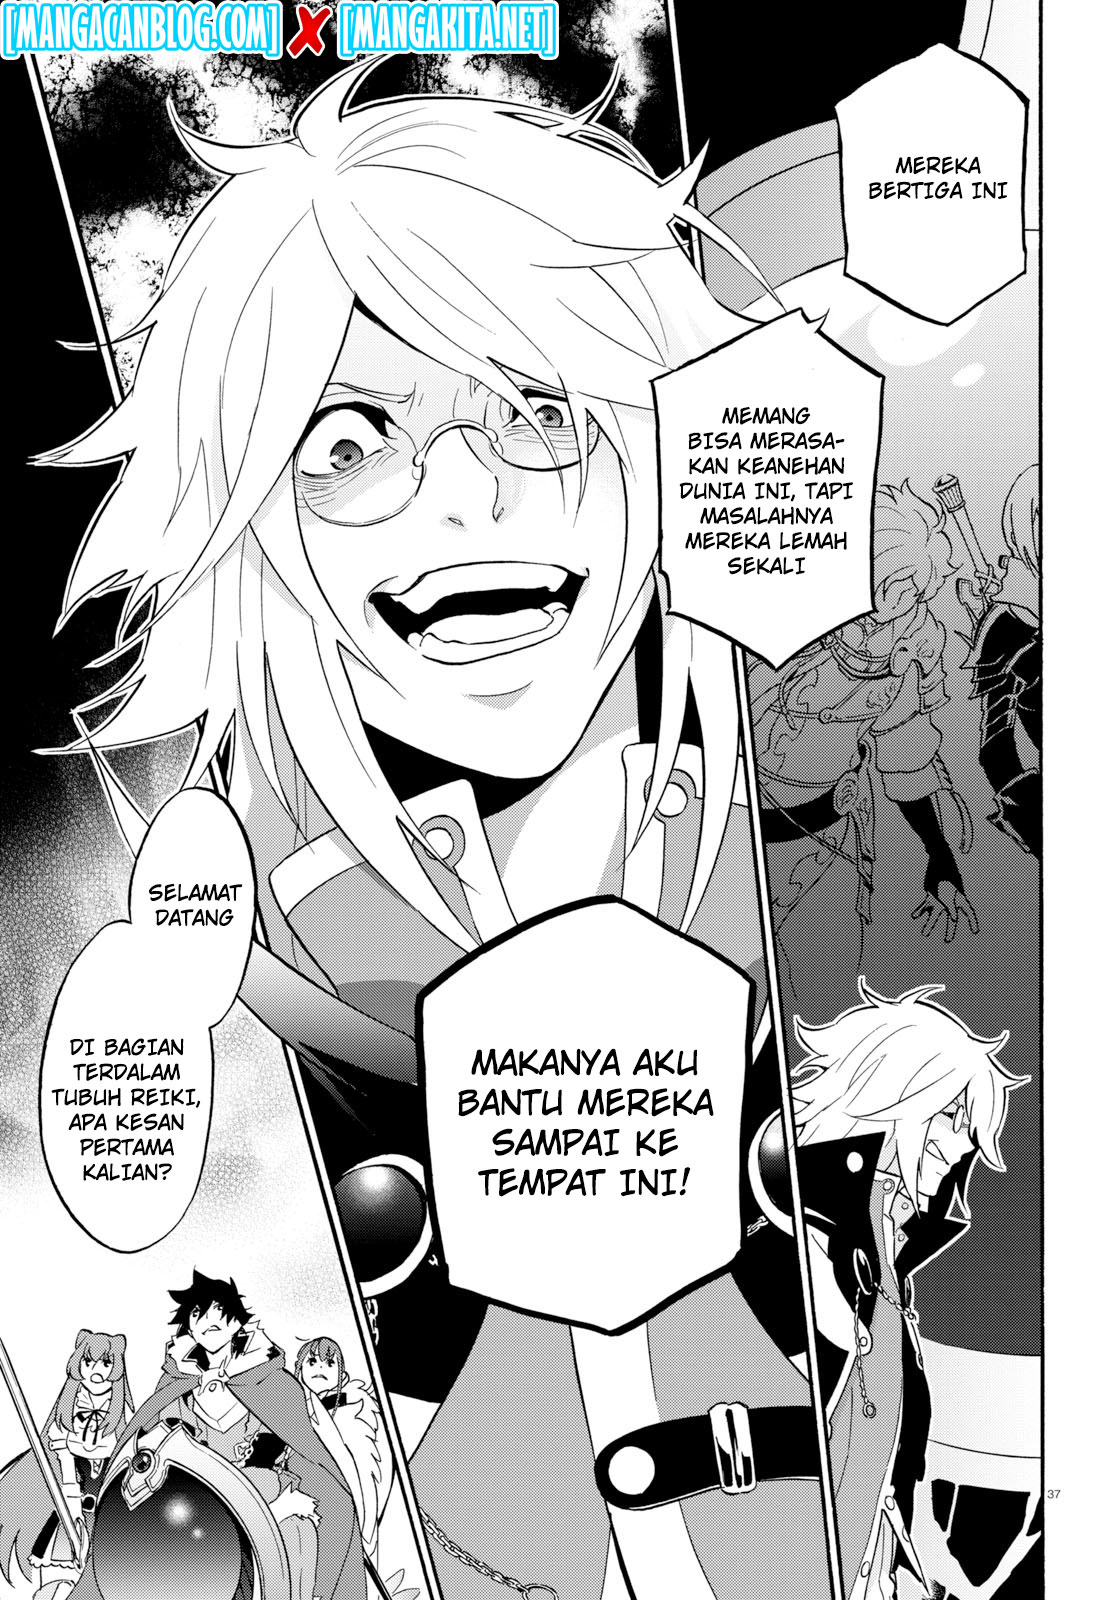 [MANGACANBLOG.COM] X [MANGAKITA.NET]
MEREKA
BERTIGA INI
MEMANG
BISA MERASA-
KAN KEANEHAN
DUNIA INI, TAPI
MASALAHNYA
MEREKA LEMAH
SEKALI
MAKANYA AKU
BANTU MEREKA
SAMPAI KE
TEMPAT INI!
SELAMAT
DATANG
DI BAGIAN
TERDALAM
TUBUH REIKI,
APA KESAN
PERTAMA
KALIAN?
37